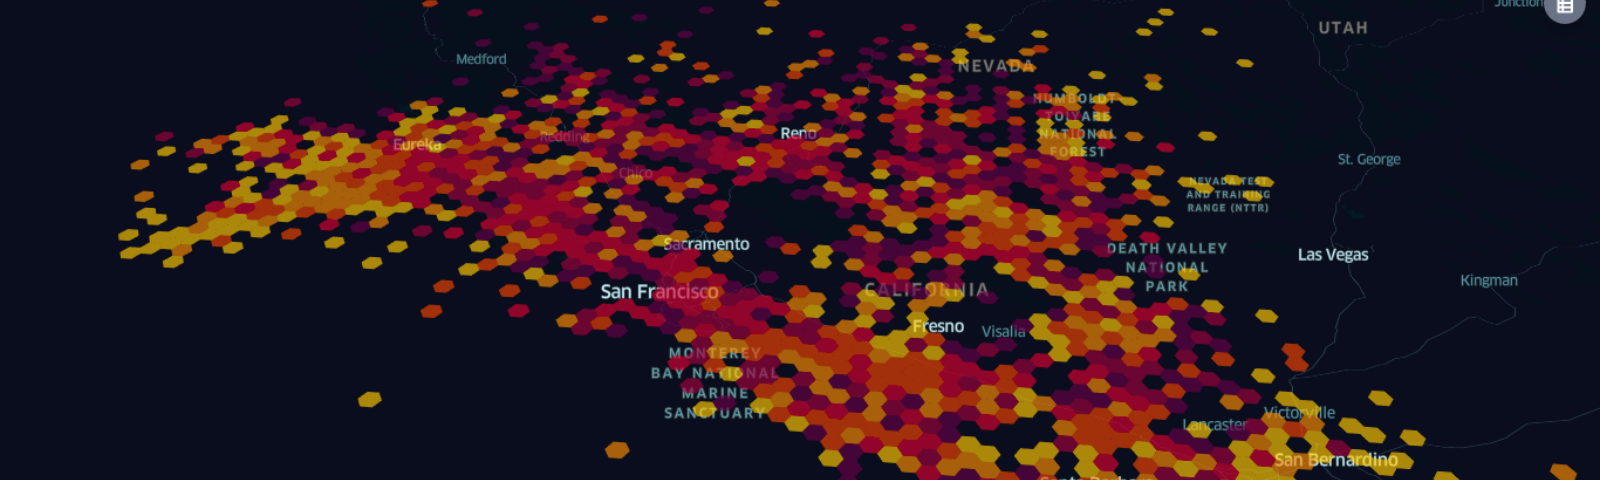 Junction
UTAH
Medford
NEVADA
HUMBOLDT-
TOIYABE
NATIONAL
FOREST
Reno
Redding
Eureka
St. George
Chico
NEVADA TEST
AND TRAINING
RANGE (NTTR)
Sacramento
DEATH VALLEY
NATIONAL
PARK
Las Vegas
Kingman
San Francisco
CALIFORNIA
Fresno
Visalia
MONTEREY
BAY NATIONAL
MARINE
SANCTUARY
Victorville
Lancaster
San Bernardino